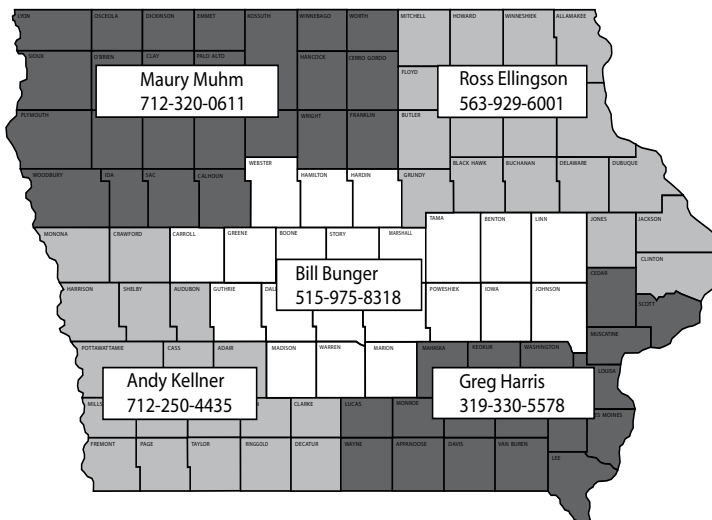 LYON OSCEOLA DICKINSON EMMET KOSSUTH WINNEBAGO WORTH MITCHELL HOWARD WINNESHIEK ALLAMAKEE
SIOUX O'BRIEN CLAY PALO ALTO HANCOCK CERRO GORDO
FLOYD
Maury Muhm
712-320-0611
Ross Ellingson
563-929-6001
PLYMOUTH WRIGHT FRANKLIN BUTLER
WOODBURY IDA SAC CALHOUN WEBSTER HAMILTON HARDIN GRUNDY BLACK HAWK BUCHANAN DELAWARE DUBUQUE
MONONA CRAWFORD CARROLL GREENE BOONE STORY MARSHALL TAMA BENTON LINN JONES JACKSON
CLINTON
CEDAR
Bill Bunger
515-975-8318
HARRISON SHELBY AUDUBON GUTHRIE POWESHIEK IOWA JOHNSON SCOTT
MUSCATINE
POTTAWATTAMIE CASS ADAIR MADISON WARREN MARION MAHASKA KEOKUK WASHINGTON
LOUISA
Andy Kellner
712-250-4435
Greg Harris
319-330-5578
MILLS CLARKE LUCAS MONROE ES MOINES
FREMONT PAGE TAYLOR RINGGOLD DECATUR WAYNE APPANOOSE DAVIS VAN BUREN LEE